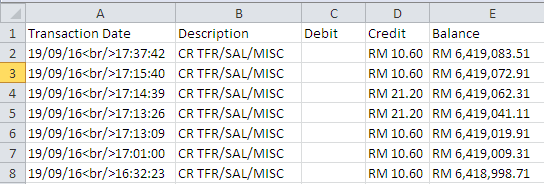 A B C D E
1 Transaction Date Description Debit Credit Balance
2 19/09/16<br/>17:37:42 CR TFR/SAL/MISC RM 10.60 RM 6,419,083.51
3 19/09/16<br/>17:15:40 CR TFR/SAL/MISC RM 10.60 RM 6,419,072.91
4 19/09/16<br/>17:14:39 CR TFR/SAL/MISC RM 21.20 RM 6,419,062.31
5 19/09/16<br/>17:13:26 CR TFR/SAL/MISC RM 21.20 RM 6,419,041.11
6 19/09/16<br/>17:13:09 CR TFR/SAL/MISC RM 10.60 RM 6,419,019.91
7 19/09/16<br/>17:01:00 CR TFR/SAL/MISC RM 10.60 RM 6,419,009.31
8 19/09/16<br/>16:32:23 CR TFR/SAL/MISC RM 10.60 RM 6,418,998.71